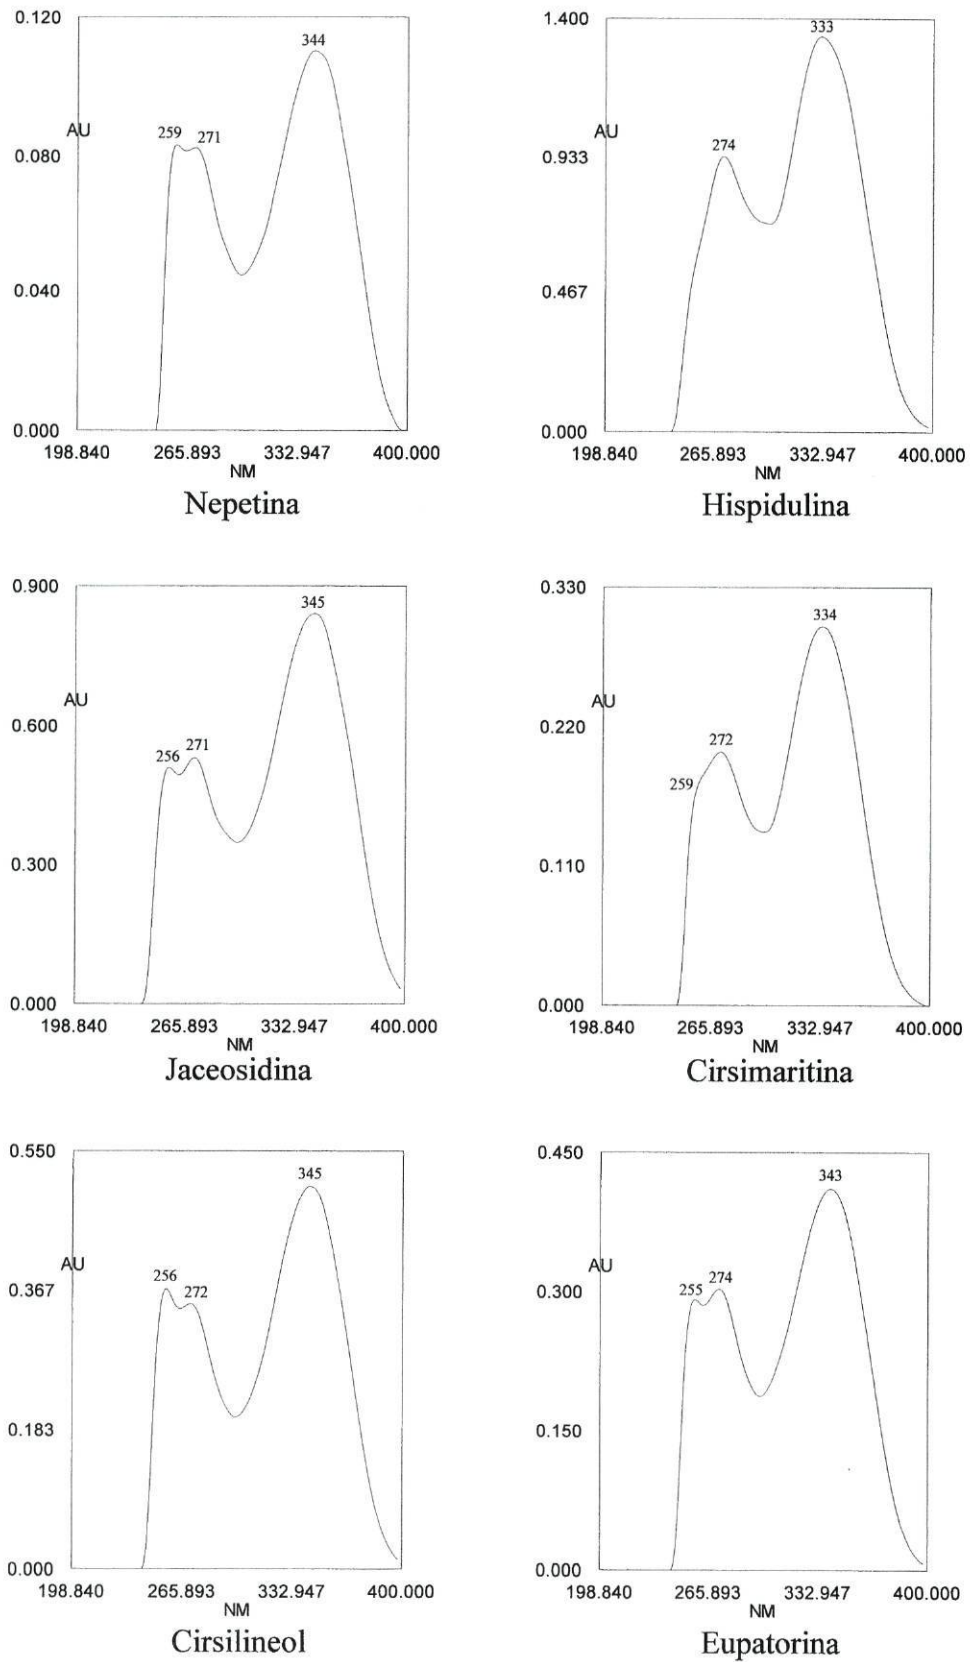 0.120
344
AU
259
271
0.080
0.040
0.000
198.840 265.893 332.947 400.000
NM
Nepetina
1.400
333
AU
0.933
274
0.467
0.000
198.840 265.893 332.947 400.000
NM
Hispidulina
0.900
345
AU
0.600
256
271
0.300
0.000
198.840 265.893 332.947 400.000
NM
Jaceosidina
0.330
334
AU
0.220
272
259
0.110
0.000
198.840 265.893 332.947 400.000
NM
Cirsimaritina
0.550
345
AU
0.367
256
272
0.183
0.000
198.840 265.893 332.947 400.000
NM
Cirsilineol
0.450
343
AU
0.300
255
274
0.150
0.000
198.840 265.893 332.947 400.000
NM
Eupatorina